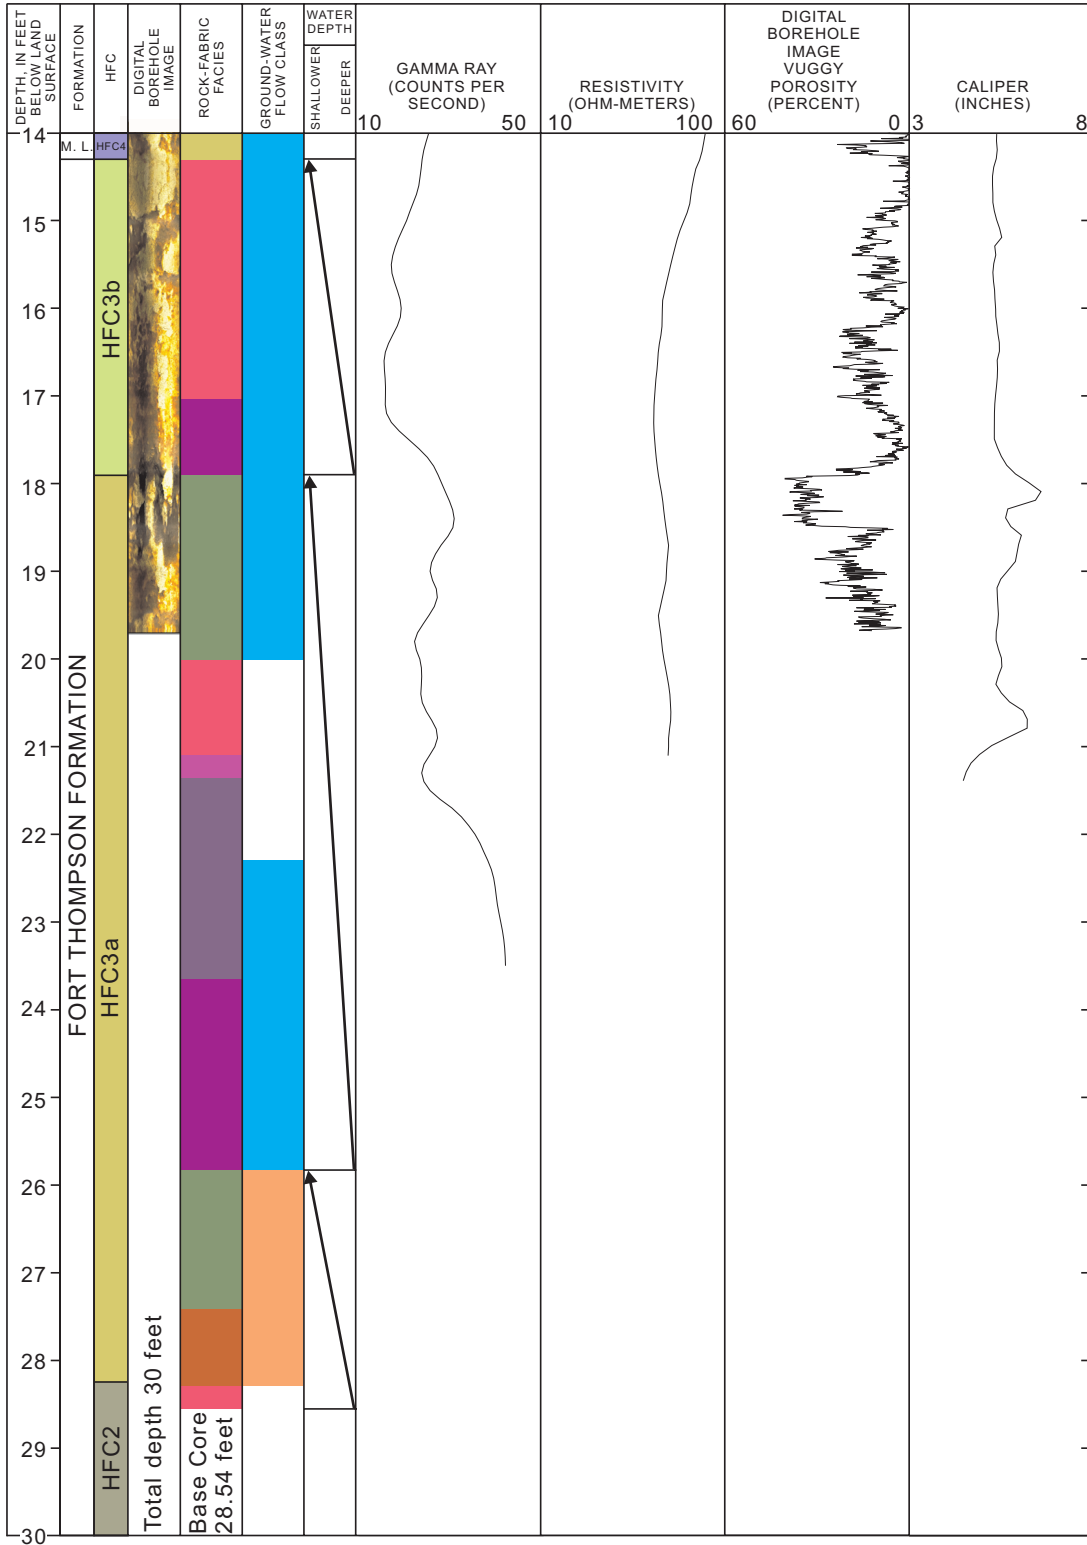 DEPTH, IN FEET
BELOW LAND
SURFACE
FORMATION
HFC
DIGITAL
BOREHOLE
IMAGE
ROCK-FABRIC
FACIES
GROUND-WATER
FLOW CLASS
WATER
DEPTH
SHALLOWER
DEEPER
GAMMA RAY
(COUNTS PER
SECOND)
10 50
RESISTIVITY
(OHM-METERS)
10 100
DIGITAL
BOREHOLE
IMAGE
VUGGY
POROSITY
(PERCENT)
60 0
CALIPER
(INCHES)
3 8
14
15
16
17
18
19
20
21
22
23
24
25
26
27
28
29
30
M. L.
FORT THOMPSON FORMATION
HFC4
HFC3b
HFC3a
HFC2
Total depth 30 feet
Base Core
28.54 feet